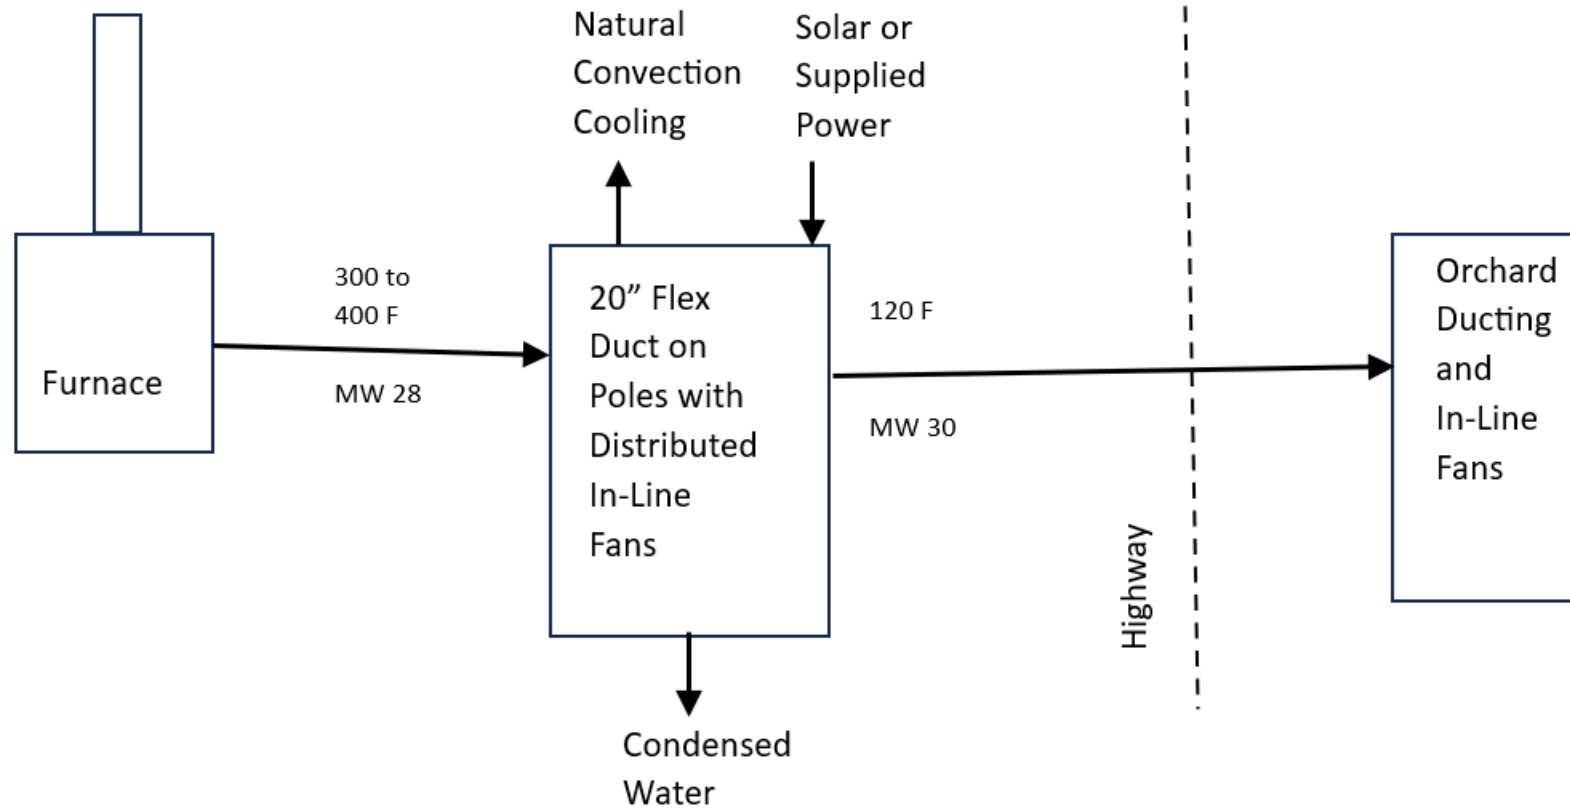 Natural
Convection
Cooling
Solar or
Supplied
Power
Furnace
300 to
400 F
MW 28
20” Flex
Duct on
Poles with
Distributed
In-Line
Fans
120 F
MW 30
Highway
Orchard
Ducting
and
In-Line
Fans
Condensed
Water